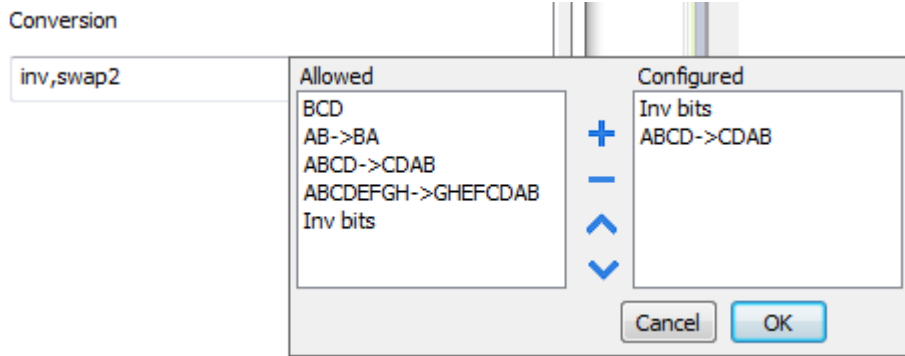 Conversion
inv,swap2
Allowed
BCD
AB->BA
ABCD->CDAB
ABCDEFGH->GHEFCDAB
Inv bits
Configured
Inv bits
ABCD->CDAB
Cancel
OK